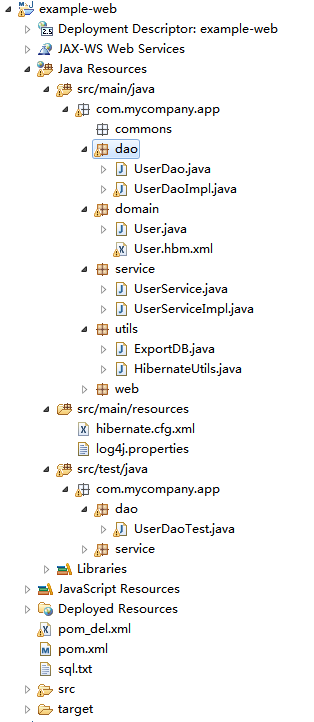 example-web
Deployment Descriptor: example-web
JAX-WS Web Services
Java Resources
src/main/java
com.mycompany.app
commons
dao
UserDao.java
UserDaoImpl.java
domain
User.java
User.hbm.xml
service
UserService.java
UserServiceImpl.java
utils
ExportDB.java
HibernateUtils.java
web
src/main/resources
hibernate.cfg.xml
log4j.properties
src/test/java
com.mycompany.app
dao
UserDaoTest.java
service
Libraries
JavaScript Resources
Deployed Resources
pom_del.xml
pom.xml
sql.txt
src
target